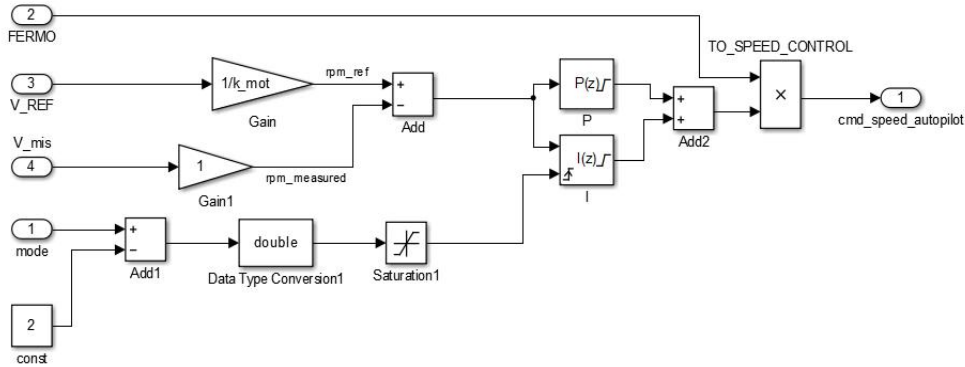 2
FERMO
TO_SPEED_CONTROL
3
V_REF
1/k_mot
Gain
rpm_ref
+
−
Add
P(z)
P
+
+
Add2
×
1
cmd_speed_autopilot
V_mis
4
1
Gain1
rpm_measured
I(z)
I
1
mode
+
−
Add1
double
Data Type Conversion1
Saturation1
2
const